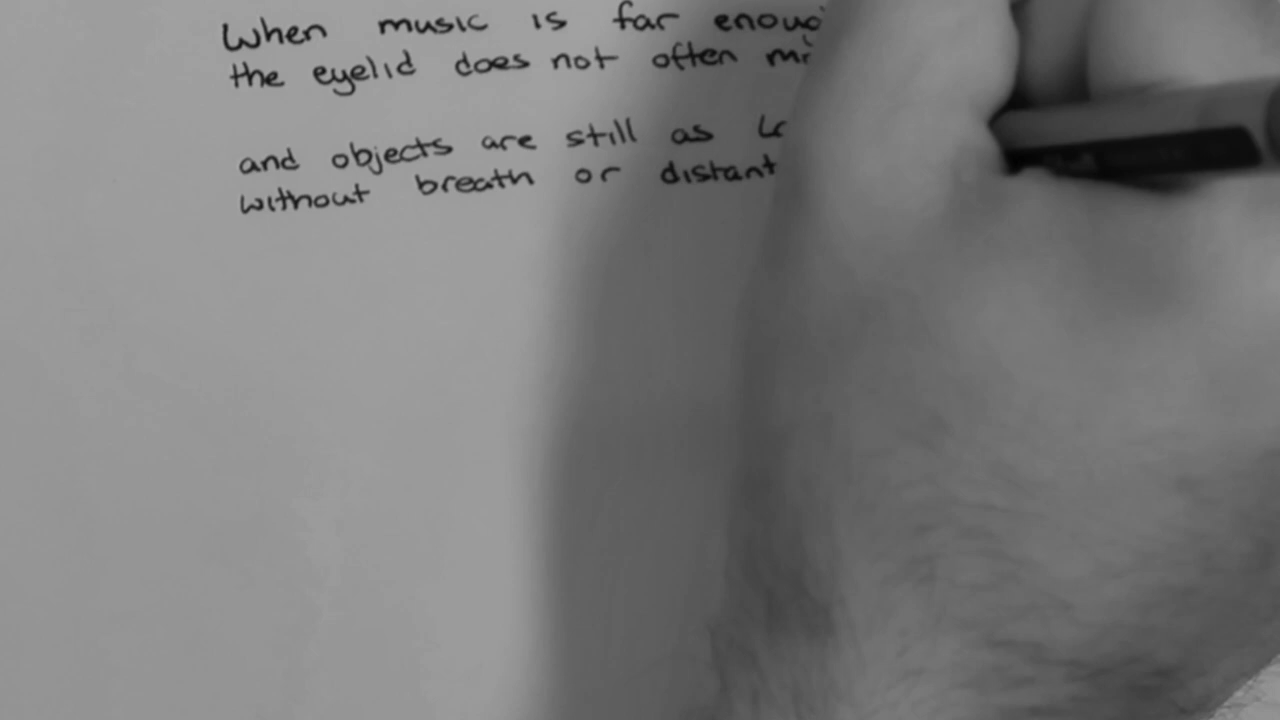 When music is far
the eyelid does not often
and objects are still as
without breath or distant